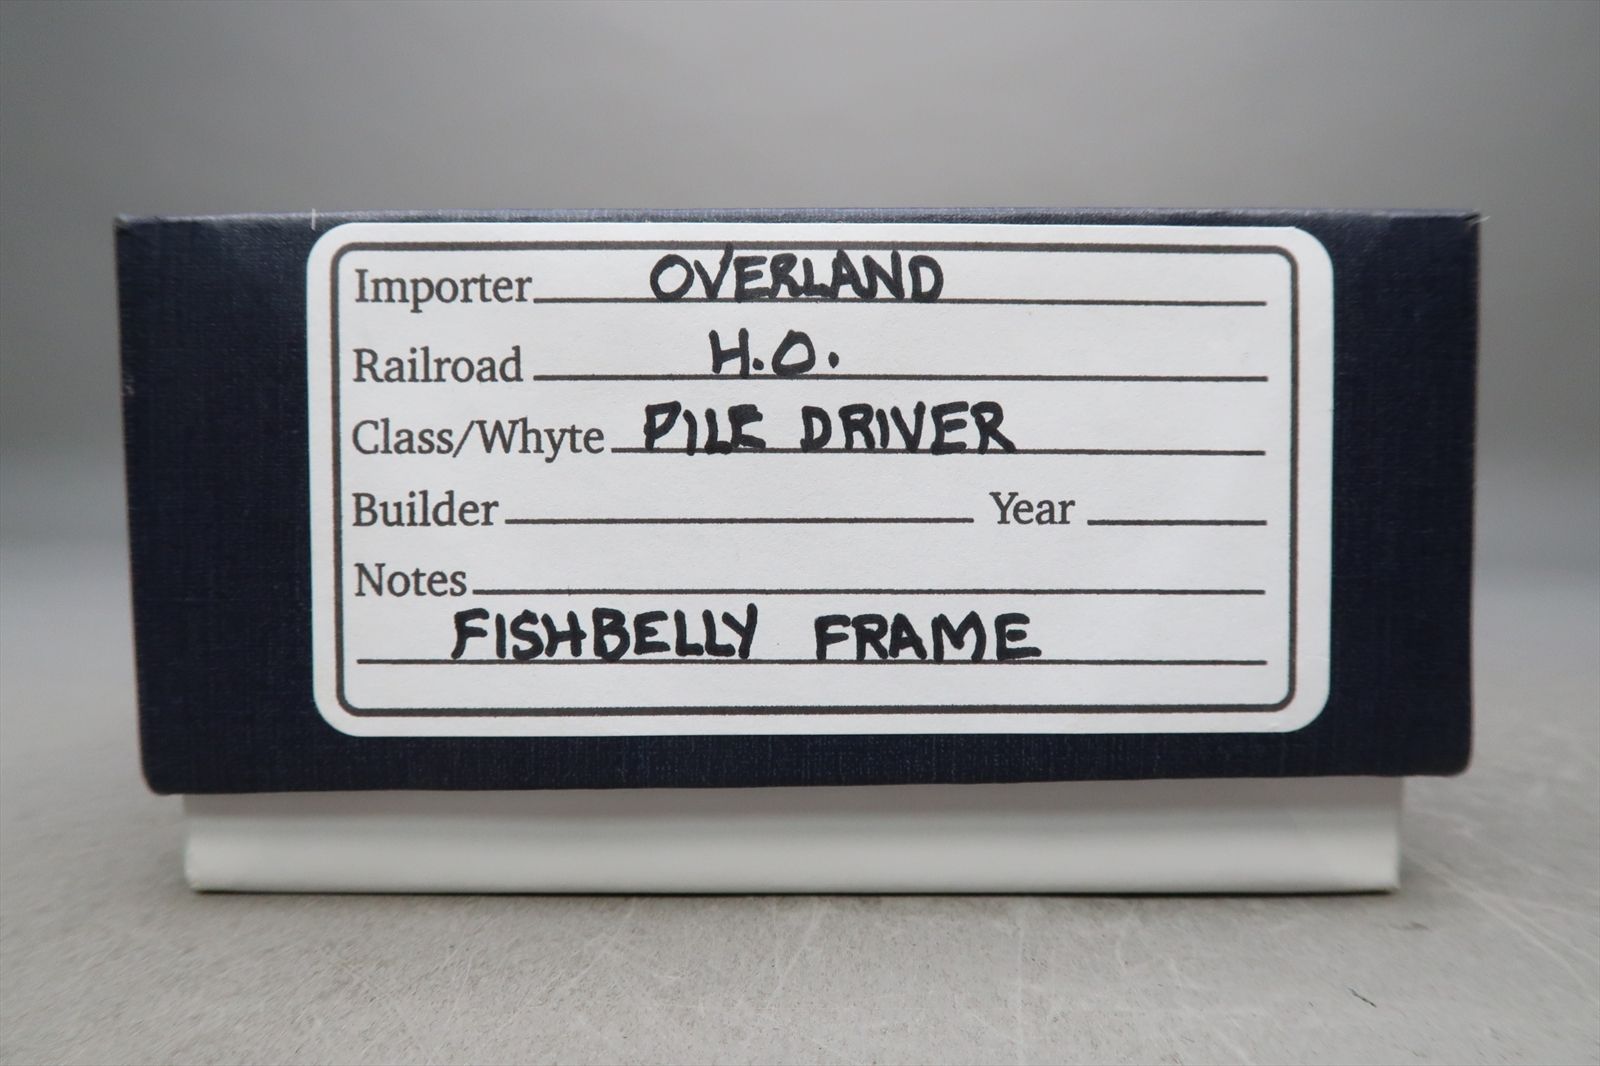 Importer OVERLAND
Railroad H.O.
Class/Whyte PILE DRIVER
Builder Year
Notes
FISHBELLY FRAME